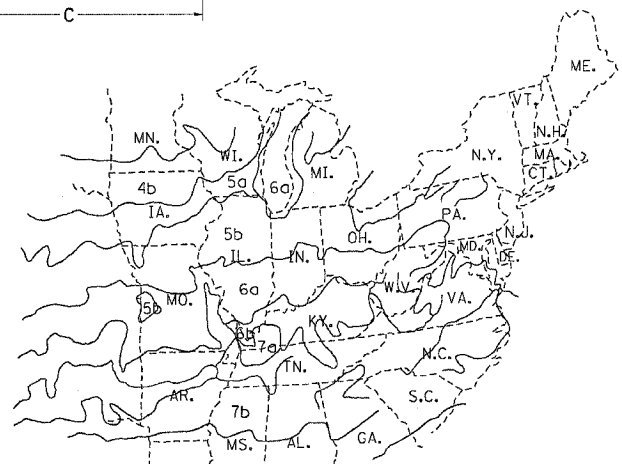 C
ME.
VT.
MN.
N.H.
WI.
N.Y.
MA.
MI.
CT.
4b
5a
6a
IA.
PA.
5b
OH.
N.J.
IL.
IN.
MD.
DE.
6a
W.V.
MO.
VA.
5b
KY.
6b
7a
N.C.
TN.
AR.
S.C.
7b
MS.
AL.
GA.